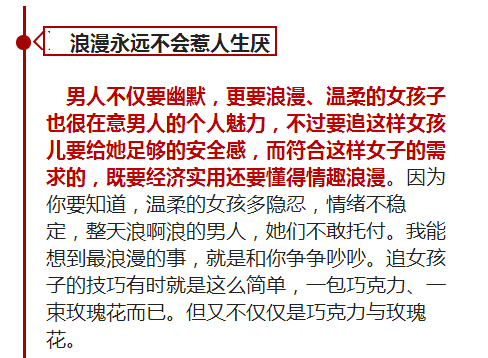 浪漫永远不会惹人生厌
男人不仅要幽默，更要浪漫、温柔的女孩子
也很在意男人的个人魅力，不过要追这样女孩
儿要给她足够的安全感，而符合这样女子的需
求的，既要经济实用还要懂得情趣浪漫。因为
你要知道，温柔的女孩多隐忍，情绪不稳
定，整天浪啊浪的男人，她们不敢托付。我能
想到最浪漫的事，就是和你争争吵吵。追女孩
子的技巧有时就是这么简单，一包巧克力、一
束玫瑰花而已。但又不仅仅是巧克力与玫瑰
花。